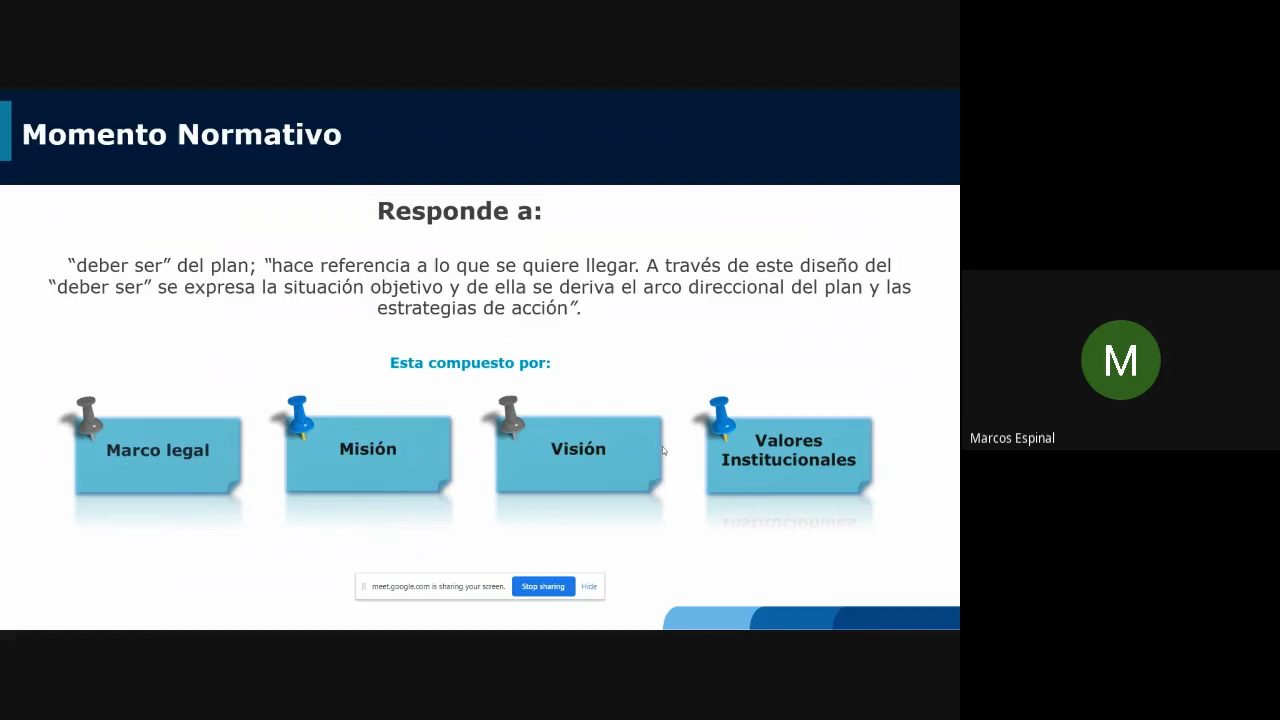 Momento Normativo
Responde a:
“deber ser” del plan; “hace referencia a lo que se quiere llegar. A través de este diseño del
“deber ser” se expresa la situación objetivo y de ella se deriva el arco direccional del plan y las
estrategias de acción”.
Esta compuesto por:
Marco legal
Misión
Visión
Valores
Institucionales
meet.google.com is sharing your screen.
Stop sharing
Hide
M
Marcos Espinal